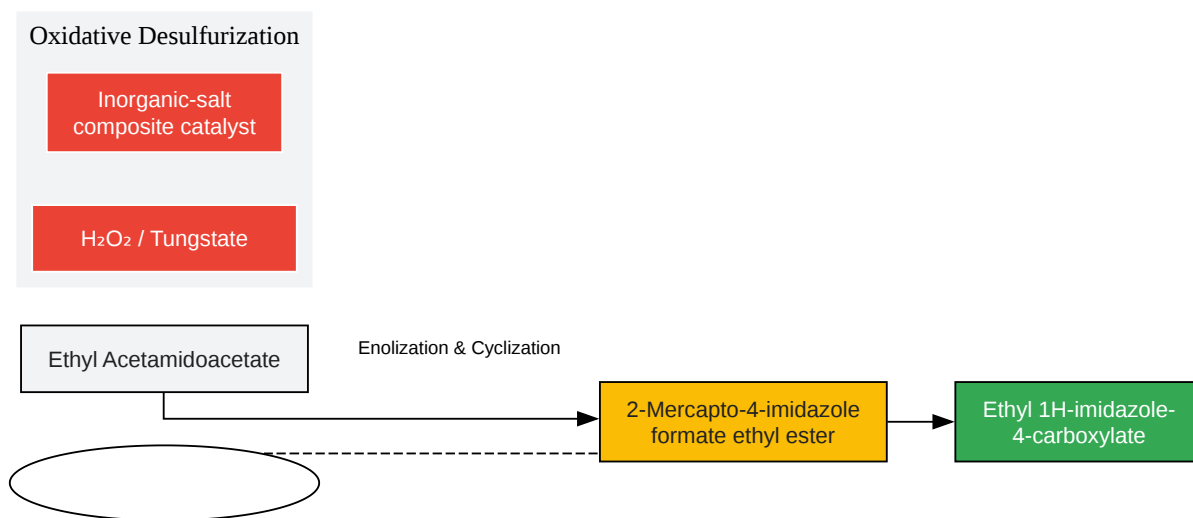 Oxidative Desulfurization
Inorganic-salt
composite catalyst
H₂O₂ / Tungstate
Ethyl Acetamidoacetate
Enolization & Cyclization
2-Mercapto-4-imidazole
formate ethyl ester
Ethyl 1H-imidazole-
4-carboxylate